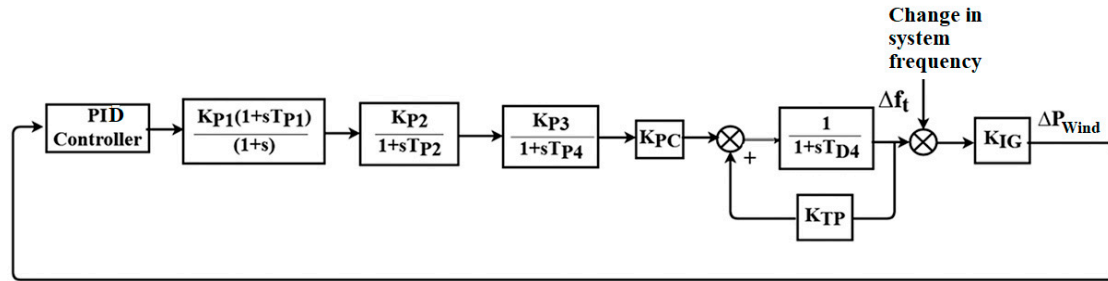 Change in
system
frequency
PID
Controller
KP1(1+sTP1)
(1+s)
KP2
1+sTP2
KP3
1+sTP4
KPC
+
1
1+sTD4
Δft
KIG
ΔPWind
KTP